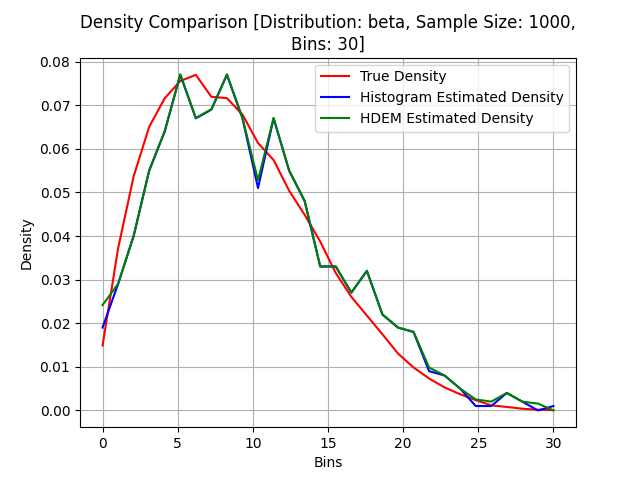 Density Comparison [Distribution: beta, Sample Size: 1000,
Bins: 30]
True Density
Histogram Estimated Density
HDEM Estimated Density
Density
0.08
0.07
0.06
0.05
0.04
0.03
0.02
0.01
0.00
0 5 10 15 20 25 30
Bins